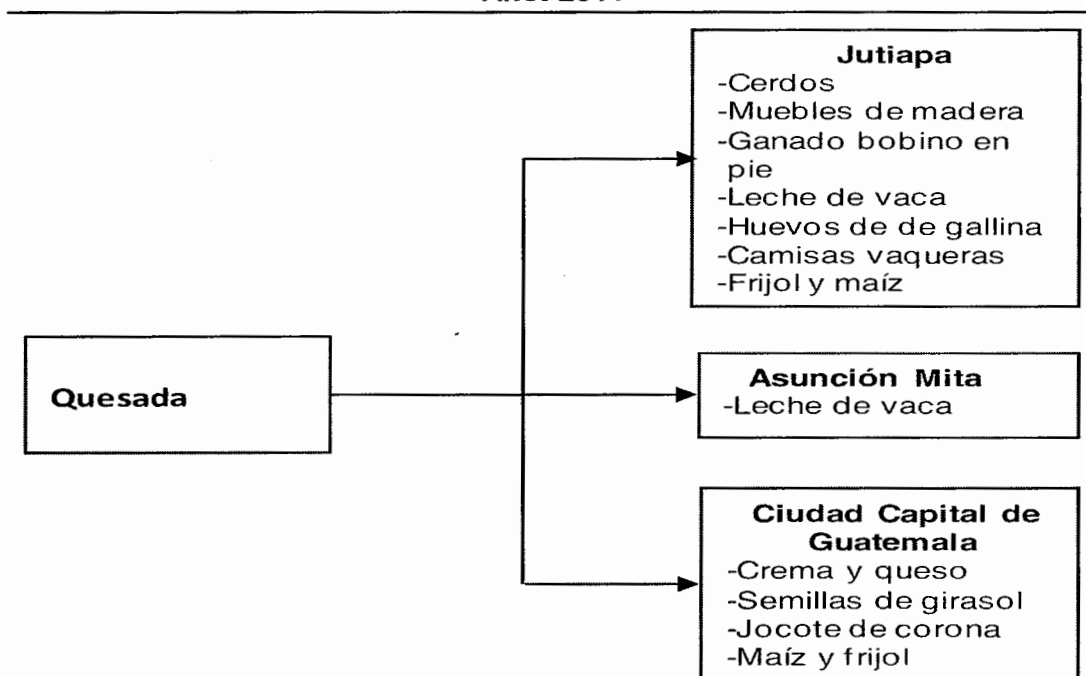 Jutiapa
-Cerdos
-Muebles de madera
-Ganado bobino en
pie
-Leche de vaca
-Huevos de de gallina
-Camisas vaqueras
-Frijol y maíz
Quesada
Asunción Mita
-Leche de vaca
Ciudad Capital de
Guatemala
-Crema y queso
-Semillas de girasol
-Jocote de corona
-Maíz y frijol